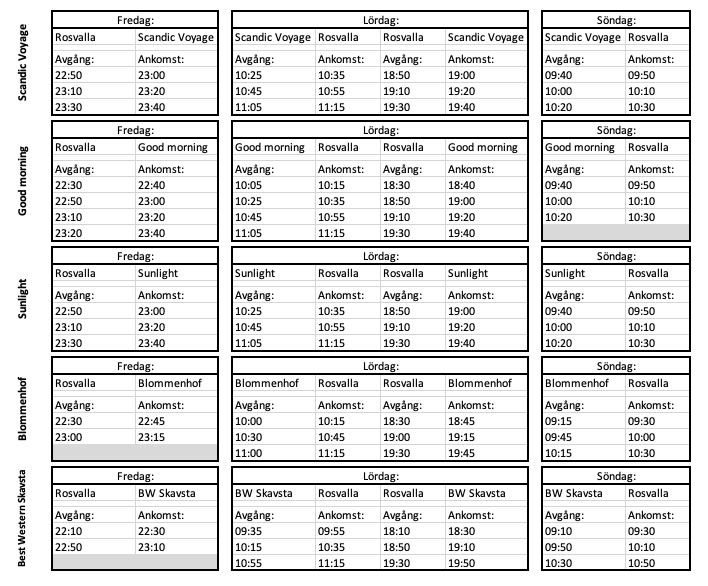 Scandic Voyage
Fredag: Lördag: Söndag:
Rosvalla Scandic Voyage Scandic Voyage Rosvalla Rosvalla Scandic Voyage Scandic Voyage Rosvalla
Avgång: Ankomst: Avgång: Ankomst: Avgång: Ankomst: Avgång: Ankomst:
22:50 23:00 10:25 10:35 18:50 19:00 09:40 09:50
23:10 23:20 10:45 10:55 19:10 19:20 10:00 10:10
23:30 23:40 11:05 11:15 19:30 19:40 10:20 10:30
Good morning
Fredag: Lördag: Söndag:
Rosvalla Good morning Good morning Rosvalla Rosvalla Good morning Good morning Rosvalla
Avgång: Ankomst: Avgång: Ankomst: Avgång: Ankomst: Avgång: Ankomst:
22:30 22:40 10:05 10:15 18:30 18:40 09:40 09:50
22:50 23:00 10:25 10:35 18:50 19:00 10:00 10:10
23:10 23:20 10:45 10:55 19:10 19:20 10:20 10:30
23:20 23:40 11:05 11:15 19:30 19:40
Sunlight
Fredag: Lördag: Söndag:
Rosvalla Sunlight Sunlight Rosvalla Rosvalla Sunlight Sunlight Rosvalla
Avgång: Ankomst: Avgång: Ankomst: Avgång: Ankomst: Avgång: Ankomst:
22:50 23:00 10:25 10:35 18:50 19:00 09:40 09:50
23:10 23:20 10:45 10:55 19:10 19:20 10:00 10:10
23:30 23:40 11:05 11:15 19:30 19:40 10:20 10:30
Blommenhof
Fredag: Lördag: Söndag:
Rosvalla Blommenhof Blommenhof Rosvalla Rosvalla Blommenhof Blommenhof Rosvalla
Avgång: Ankomst: Avgång: Ankomst: Avgång: Ankomst: Avgång: Ankomst:
22:30 22:45 10:00 10:15 18:30 18:45 09:15 09:30
23:00 23:15 10:30 10:45 19:00 19:15 09:45 10:00
11:00 11:15 19:30 19:45 10:15 10:30
Best Western Skavsta
Fredag: Lördag: Söndag:
Rosvalla BW Skavsta BW Skavsta Rosvalla Rosvalla BW Skavsta BW Skavsta Rosvalla
Avgång: Ankomst: Avgång: Ankomst: Avgång: Ankomst: Avgång: Ankomst:
22:10 22:30 09:35 09:55 18:10 18:30 09:10 09:30
22:50 23:10 10:15 10:35 18:50 19:10 09:50 10:10
10:55 11:15 19:30 19:50 10:30 10:50